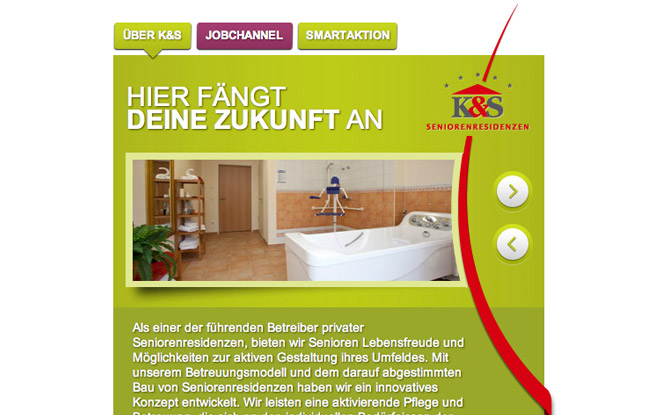 ÜBER K&S JOBCHANNEL SMARTAKTION
HIER FÄNGT
DEINE ZUKUNFT AN
K&S
SENIORENRESIDENZEN
Als einer der führenden Betreiber privater
Seniorenresidenzen, bieten wir Senioren Lebensfreude und
Möglichkeiten zur aktiven Gestaltung ihres Umfeldes. Mit
unserem Betreuungsmodell und dem darauf abgestimmten
Bau von Seniorenresidenzen haben wir ein innovatives
Konzept entwickelt. Wir leisten eine aktivierende Pflege und